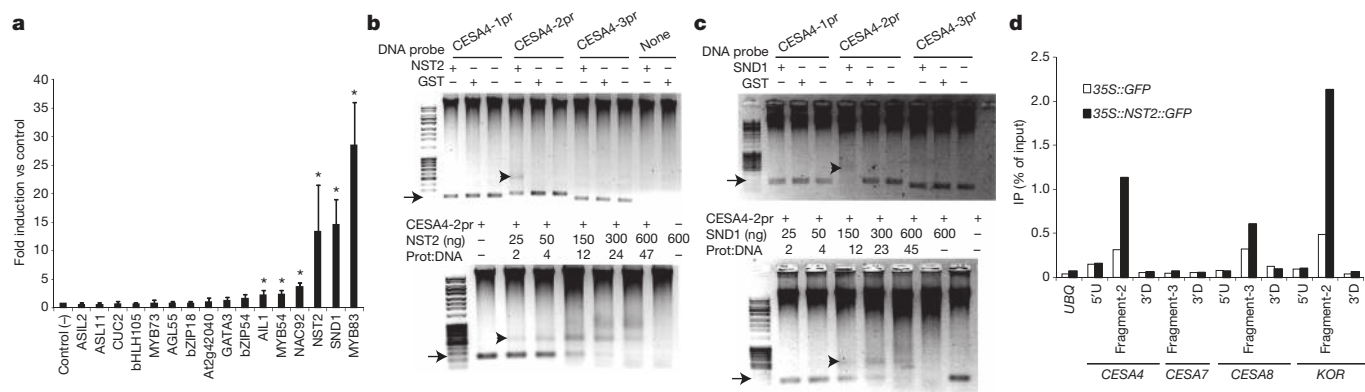 a
Fold induction vs control
40
35
30
25
20
15
10
5
0
* * * * * *
Control (–)
ASIL2
ASL11
CUC2
bHLH105
MYB73
AGL55
bZIP18
At2g42040
GATA3
bZIP54
AIL1
MYB54
NAC92
NST2
SND1
MYB83
b
CESA4-1pr CESA4-2pr CESA4-3pr None
DNA probe
NST2 + – – + – – + – – + –
GST – + – – + – – + – – +
CESA4-2pr + + + + + + –
NST2 (ng) – 25 50 150 300 600 600
Prot:DNA – 2 4 12 24 47 –
c
CESA4-1pr CESA4-2pr CESA4-3pr
DNA probe
SND1 + – – + – – + – –
GST – + – – + – – + –
CESA4-2pr + + + + + – +
SND1 (ng) 25 50 150 300 600 600 –
Prot:DNA 2 4 12 23 45 – –
d
IP (% of input)
2.5
2.0
1.5
1.0
0.5
0
35S::GFP
35S::NST2::GFP
UBQ
5'U
Fragment-2
3'D
5'U
3'D
5'U
Fragment-3
3'D
5'U
Fragment-2
3'D
CESA4 CESA7 CESA8 KOR